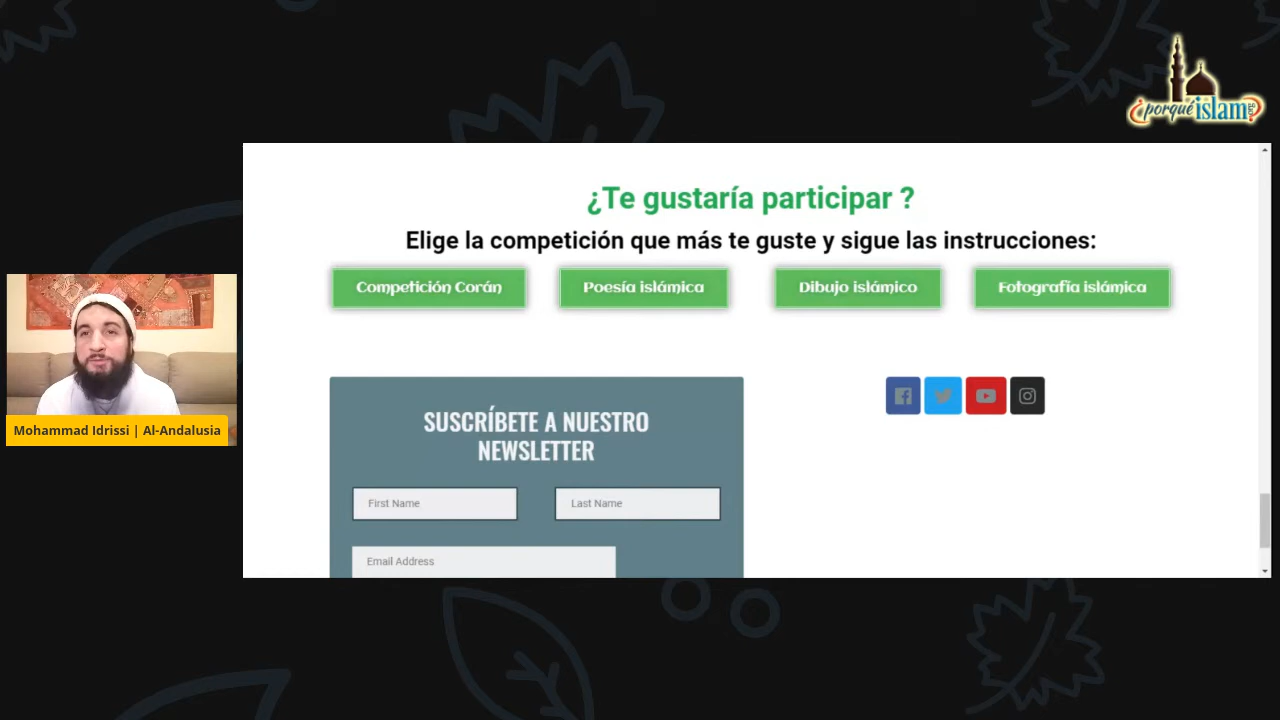 ¿porqué islam?
¿Te gustaría participar ?
Elige la competición que más te guste y sigue las instrucciones:
Competición Corán
Poesía islámica
Dibujo islámico
Fotografía islámica
Mohammad Idrissi | Al-Andalusia
SUSCRÍBETE A NUESTRO
NEWSLETTER
First Name
Last Name
Email Address